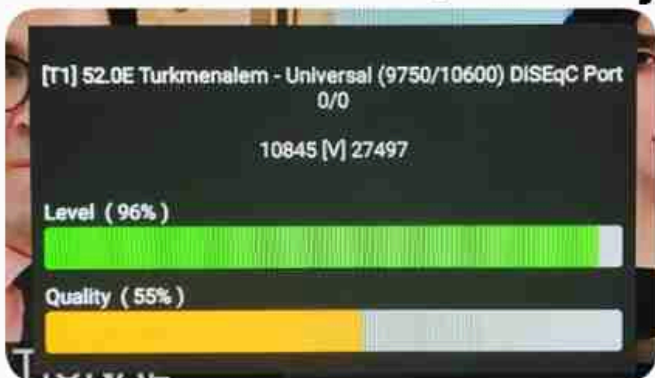 [T1] 52.0E Turkmenalem - Universal (9750/10600) DiSEqC Port
0/0
10845 [V] 27497
Level ( 96% )
Quality ( 55% )